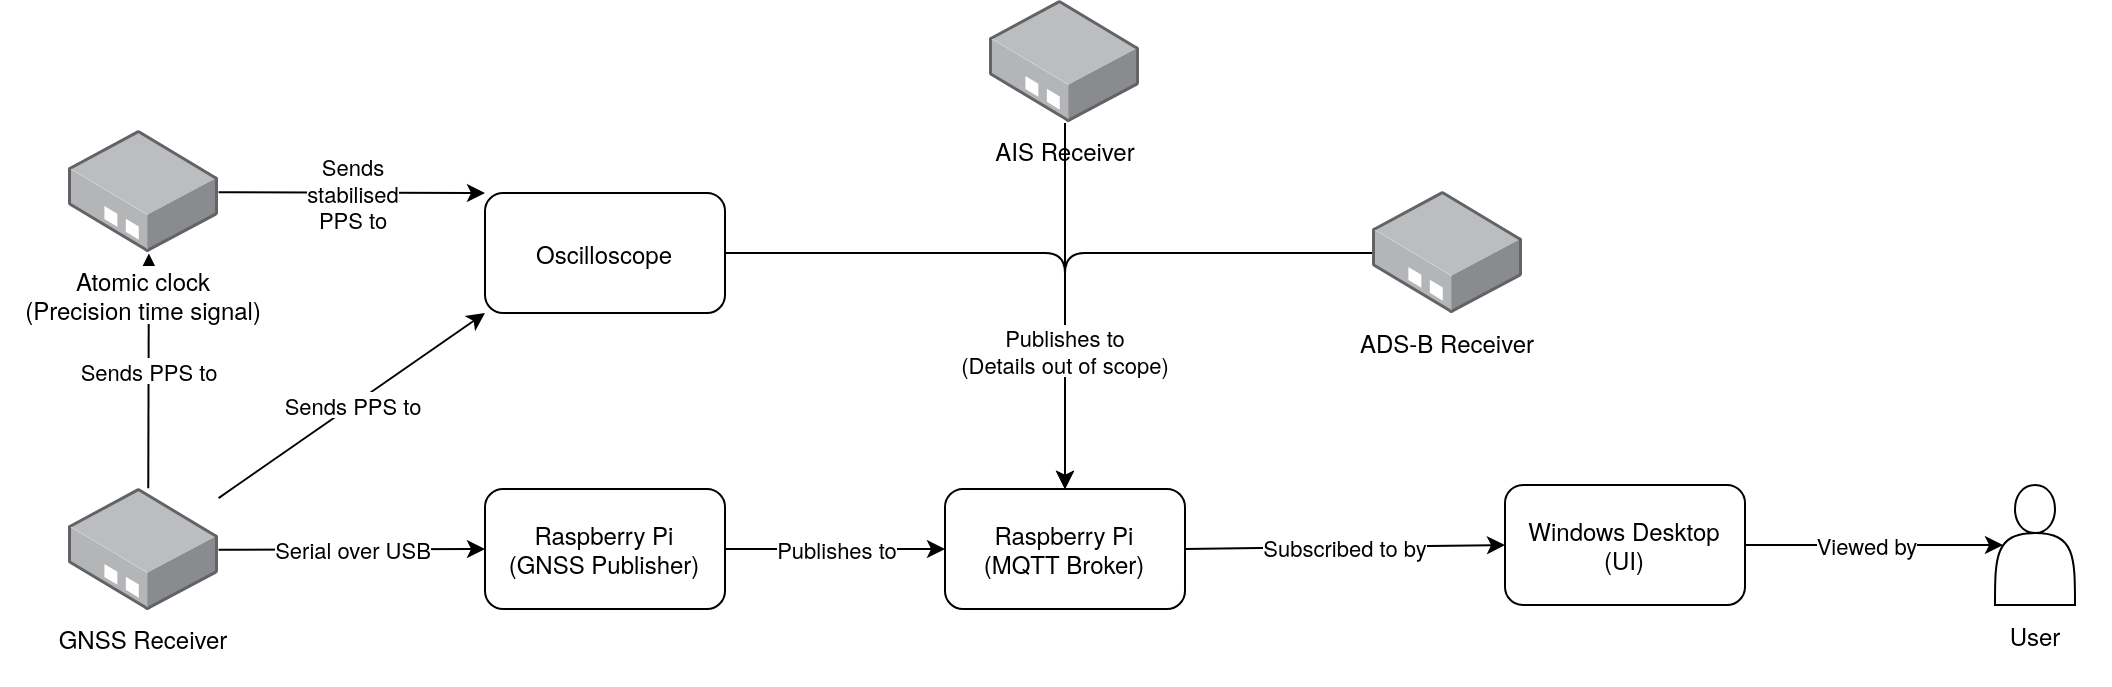 AIS Receiver
Sends
stabilised
PPS to
Oscilloscope
Atomic clock
(Precision time signal)
ADS-B Receiver
Publishes to
(Details out of scope)
Sends PPS to
Sends PPS to
Serial over USB
Raspberry Pi
(GNSS Publisher)
Publishes to
Raspberry Pi
(MQTT Broker)
Subscribed to by
Windows Desktop
(UI)
Viewed by
GNSS Receiver
User